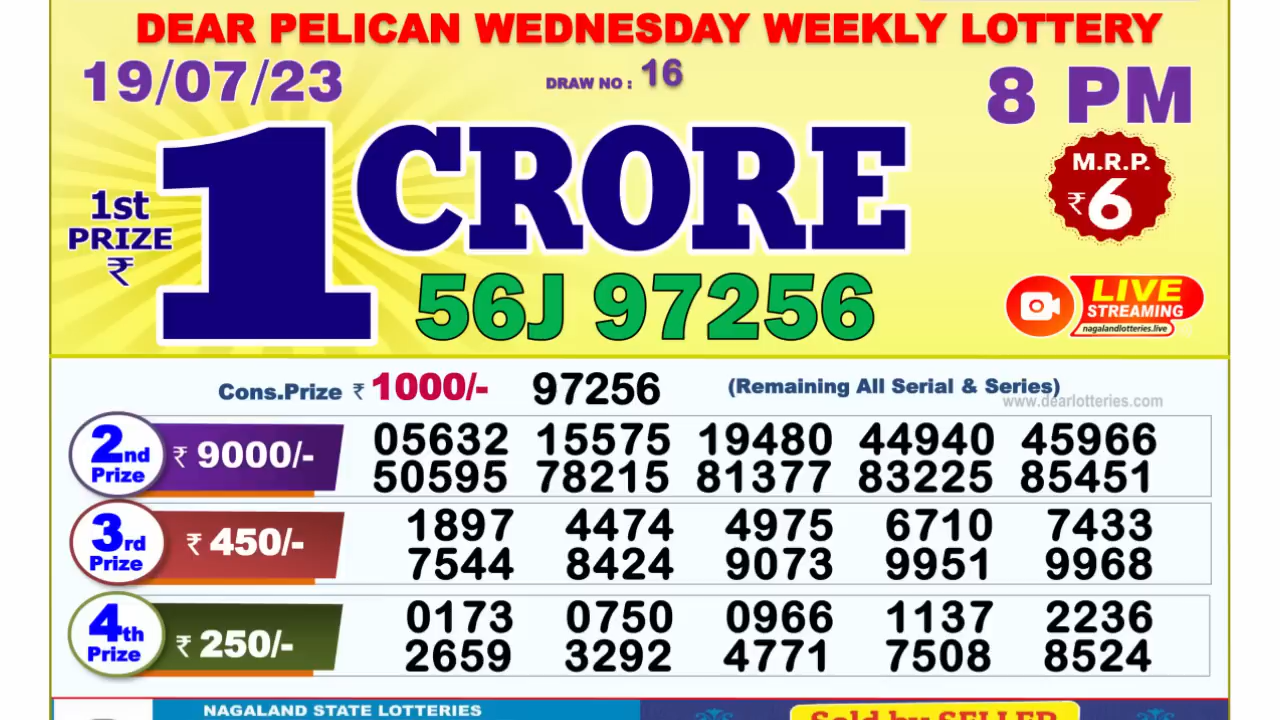 DEAR PELICAN WEDNESDAY WEEKLY LOTTERY
19/07/23 DRAW NO : 16 8 PM
1st PRIZE ₹ 1 CRORE
M.R.P. ₹6
56J 97256
LIVE STREAMING
nagalandlotteries.live
Cons.Prize ₹ 1000/- 97256 (Remaining All Serial & Series)
www.dearlotteries.com
2nd Prize ₹ 9000/-
05632 15575 19480 44940 45966
50595 78215 81377 83225 85451
3rd Prize ₹ 450/-
1897 4474 4975 6710 7433
7544 8424 9073 9951 9968
4th Prize ₹ 250/-
0173 0750 0966 1137 2236
2659 3292 4771 7508 8524
NAGALAND STATE LOTTERIES
Sold by SELLER